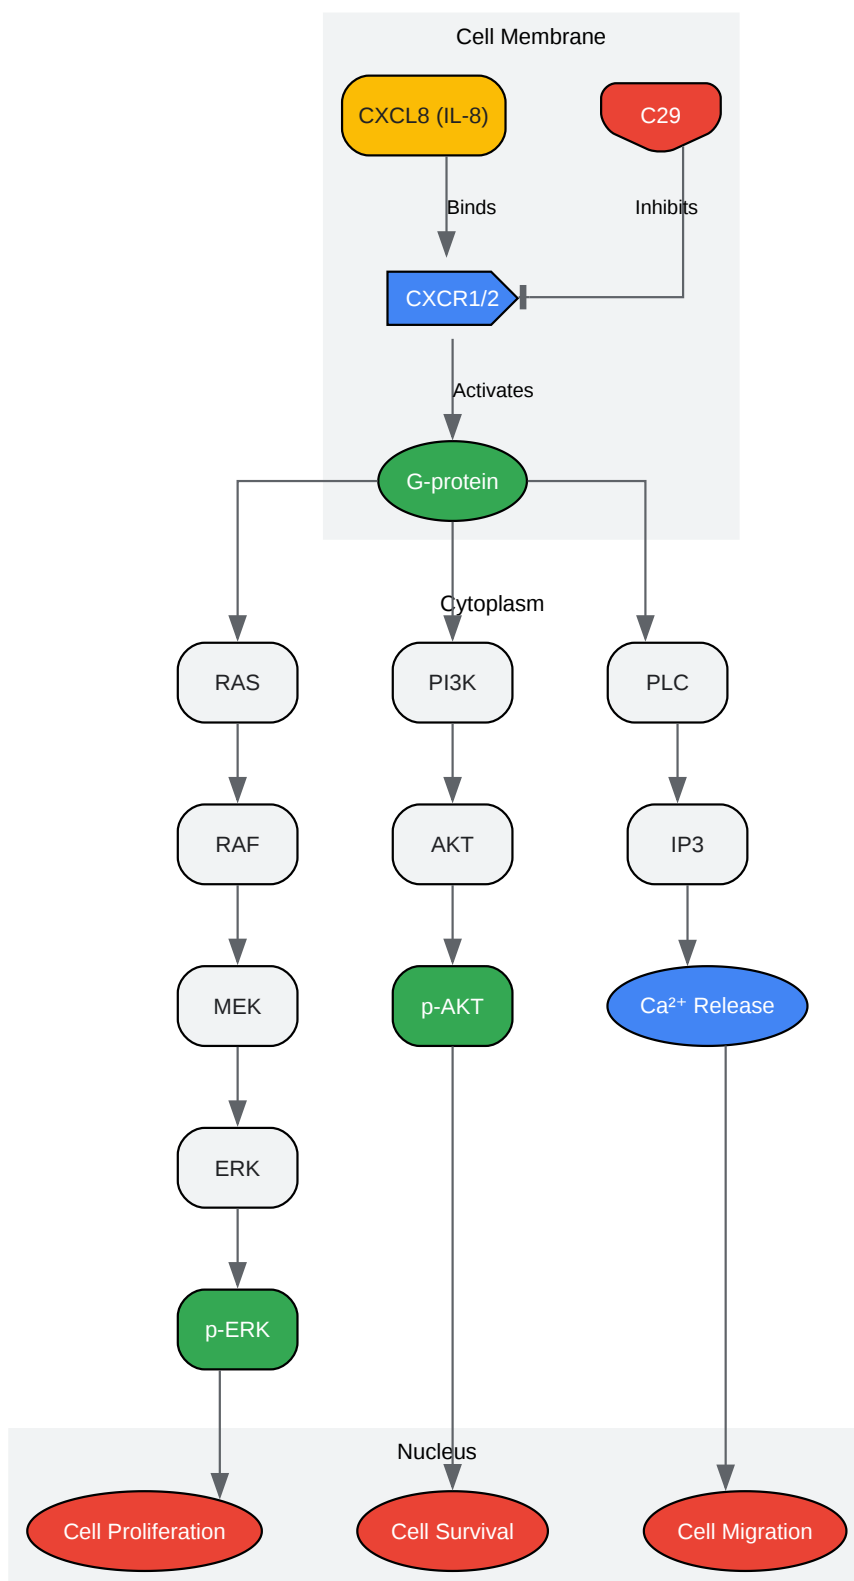 Cell Membrane
CXCL8 (IL-8)
C29
Binds
Inhibits
CXCR1/2
Activates
G-protein
Cytoplasm
RAS
PI3K
PLC
RAF
AKT
IP3
MEK
p-AKT
Ca²⁺ Release
ERK
p-ERK
Nucleus
Cell Proliferation
Cell Survival
Cell Migration